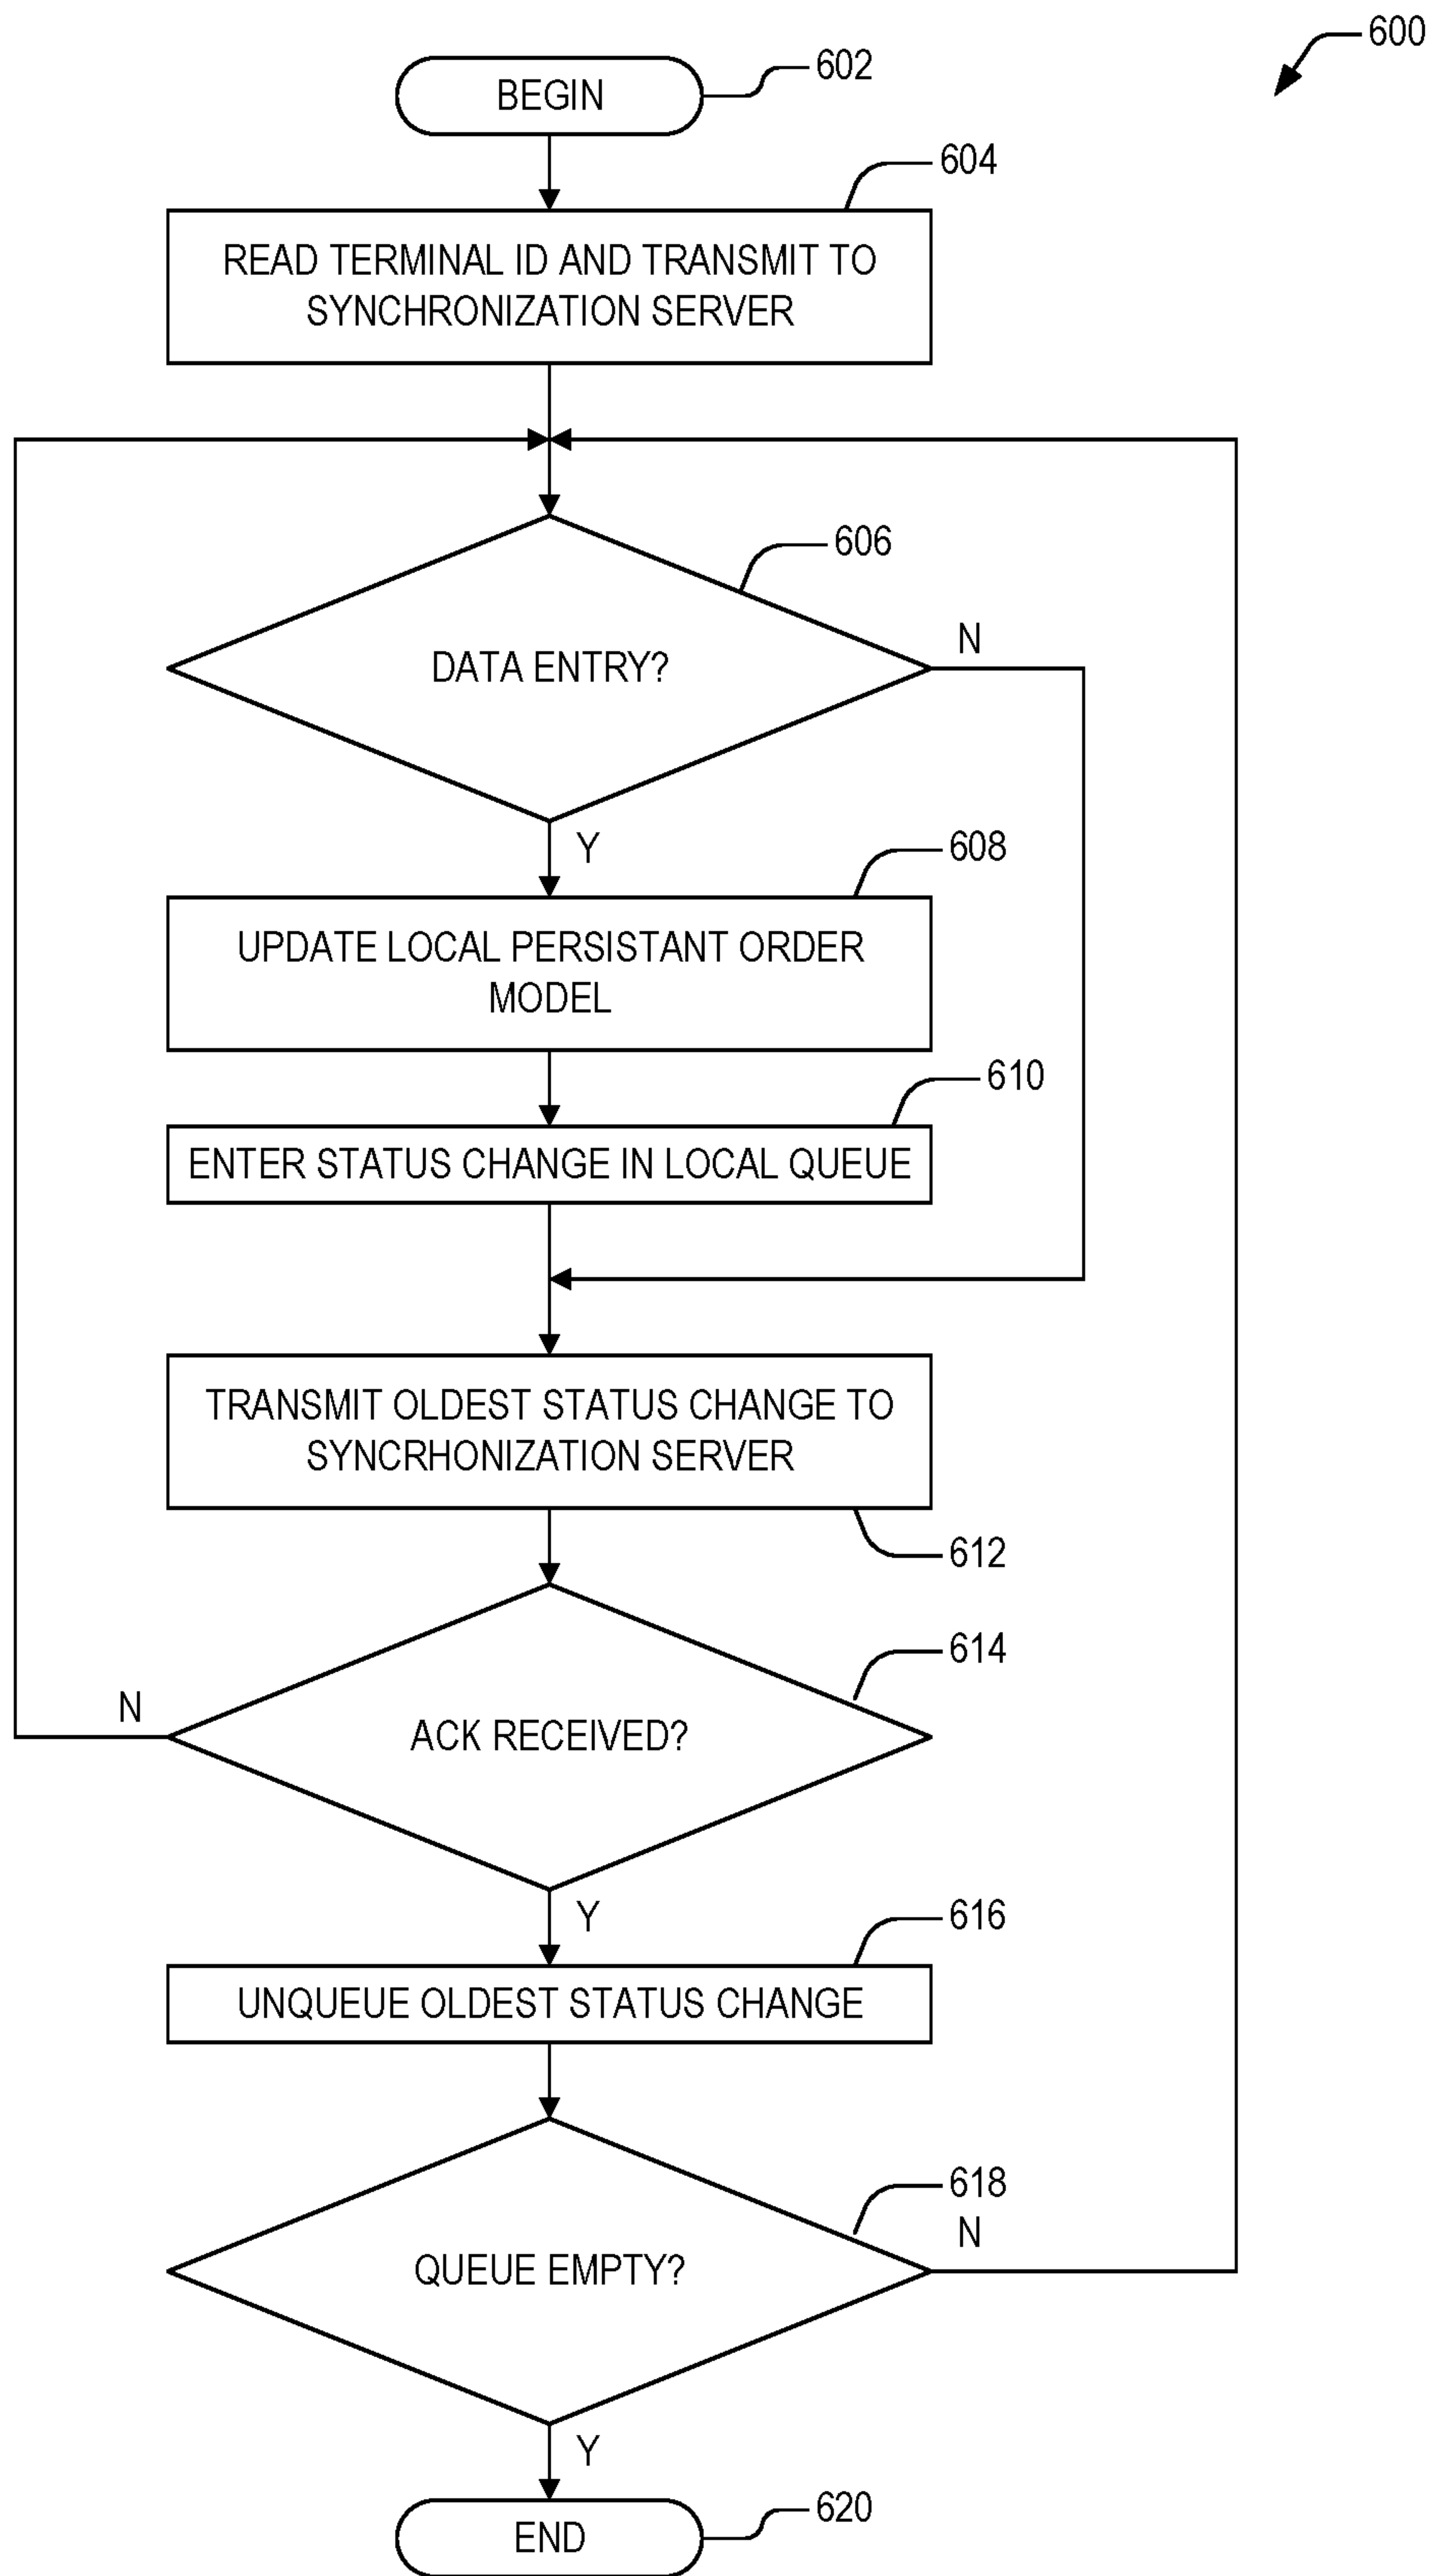 600
BEGIN
602
604
READ TERMINAL ID AND TRANSMIT TO
SYNCHRONIZATION SERVER
606
DATA ENTRY?
N
Y
608
UPDATE LOCAL PERSISTANT ORDER
MODEL
610
ENTER STATUS CHANGE IN LOCAL QUEUE
TRANSMIT OLDEST STATUS CHANGE TO
SYNCRHONIZATION SERVER
612
614
N
ACK RECEIVED?
Y
616
UNQUEUE OLDEST STATUS CHANGE
618
N
QUEUE EMPTY?
Y
620
END